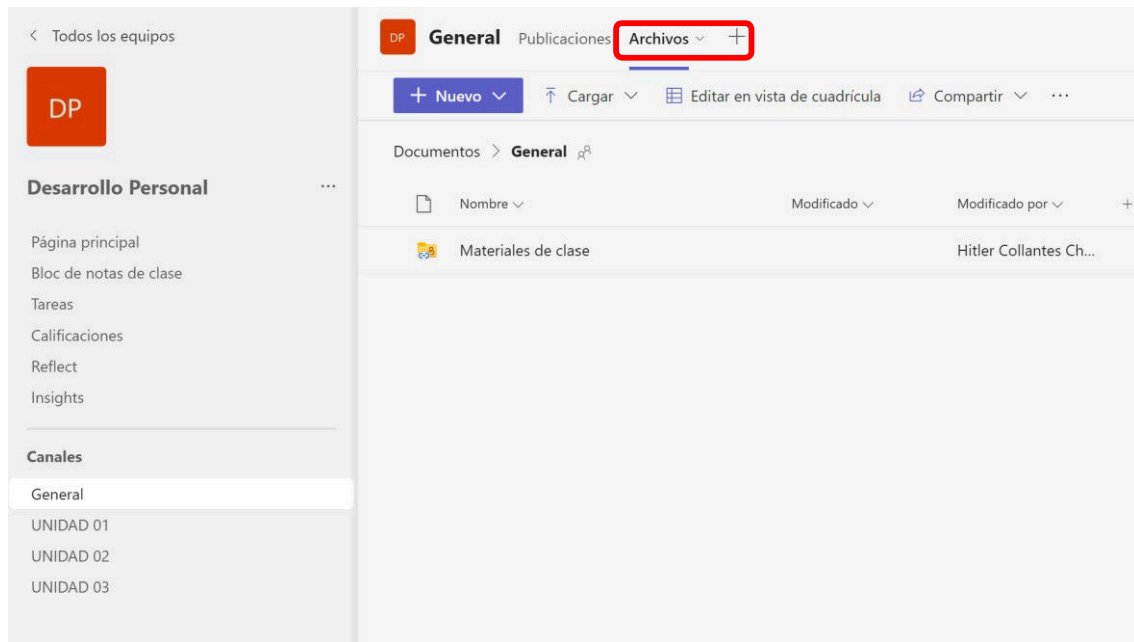 Todos los equipos
DP
Desarrollo Personal
Página principal
Bloc de notas de clase
Tareas
Calificaciones
Reflect
Insights
Canales
General
UNIDAD 01
UNIDAD 02
UNIDAD 03
DP General Publicaciones Archivos
Nuevo Cargar Editar en vista de cuadrícula Compartir
Documentos > General
Nombre Modificado Modificado por
Materiales de clase Hitler Collantes Ch...